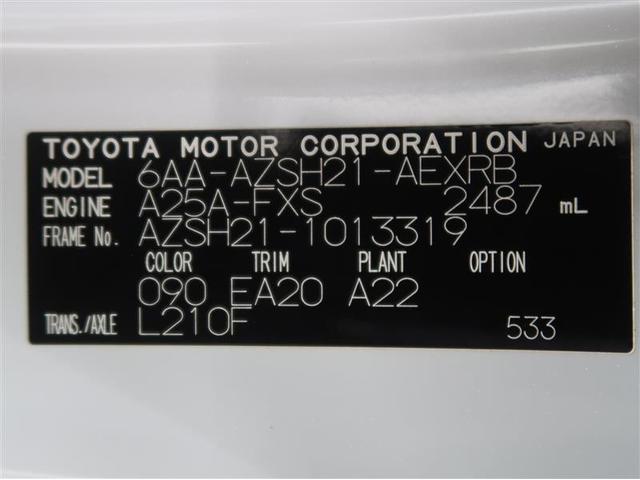 TOYOTA MOTOR CORPORATION JAPAN
MODEL 6AA-AZSH21-AEXRB
ENGINE A25A-FXS 2487 mL
FRAME No. AZSH21-1013319
COLOR TRIM PLANT OPTION
090 EA20 A22
TRANS./AXLE L210F 533